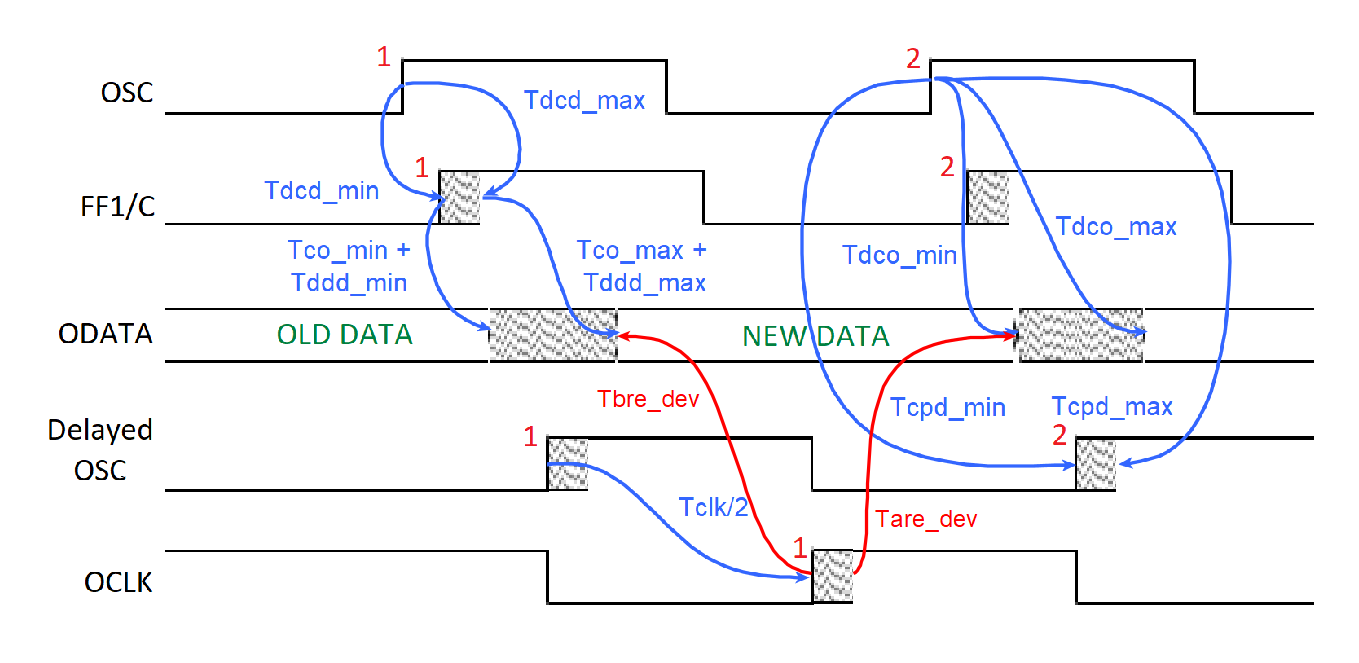 1
2
OSC
Tdcd_max
1
2
Tdcd_min
FF1/C
Tco_min +
Tddd_min
Tco_max +
Tddd_max
Tdco_min
Tdco_max
ODATA
OLD DATA
NEW DATA
Tbre_dev
Tcpd_min
Tcpd_max
Delayed
OSC
1
2
Tclk/2
Tare_dev
1
OCLK